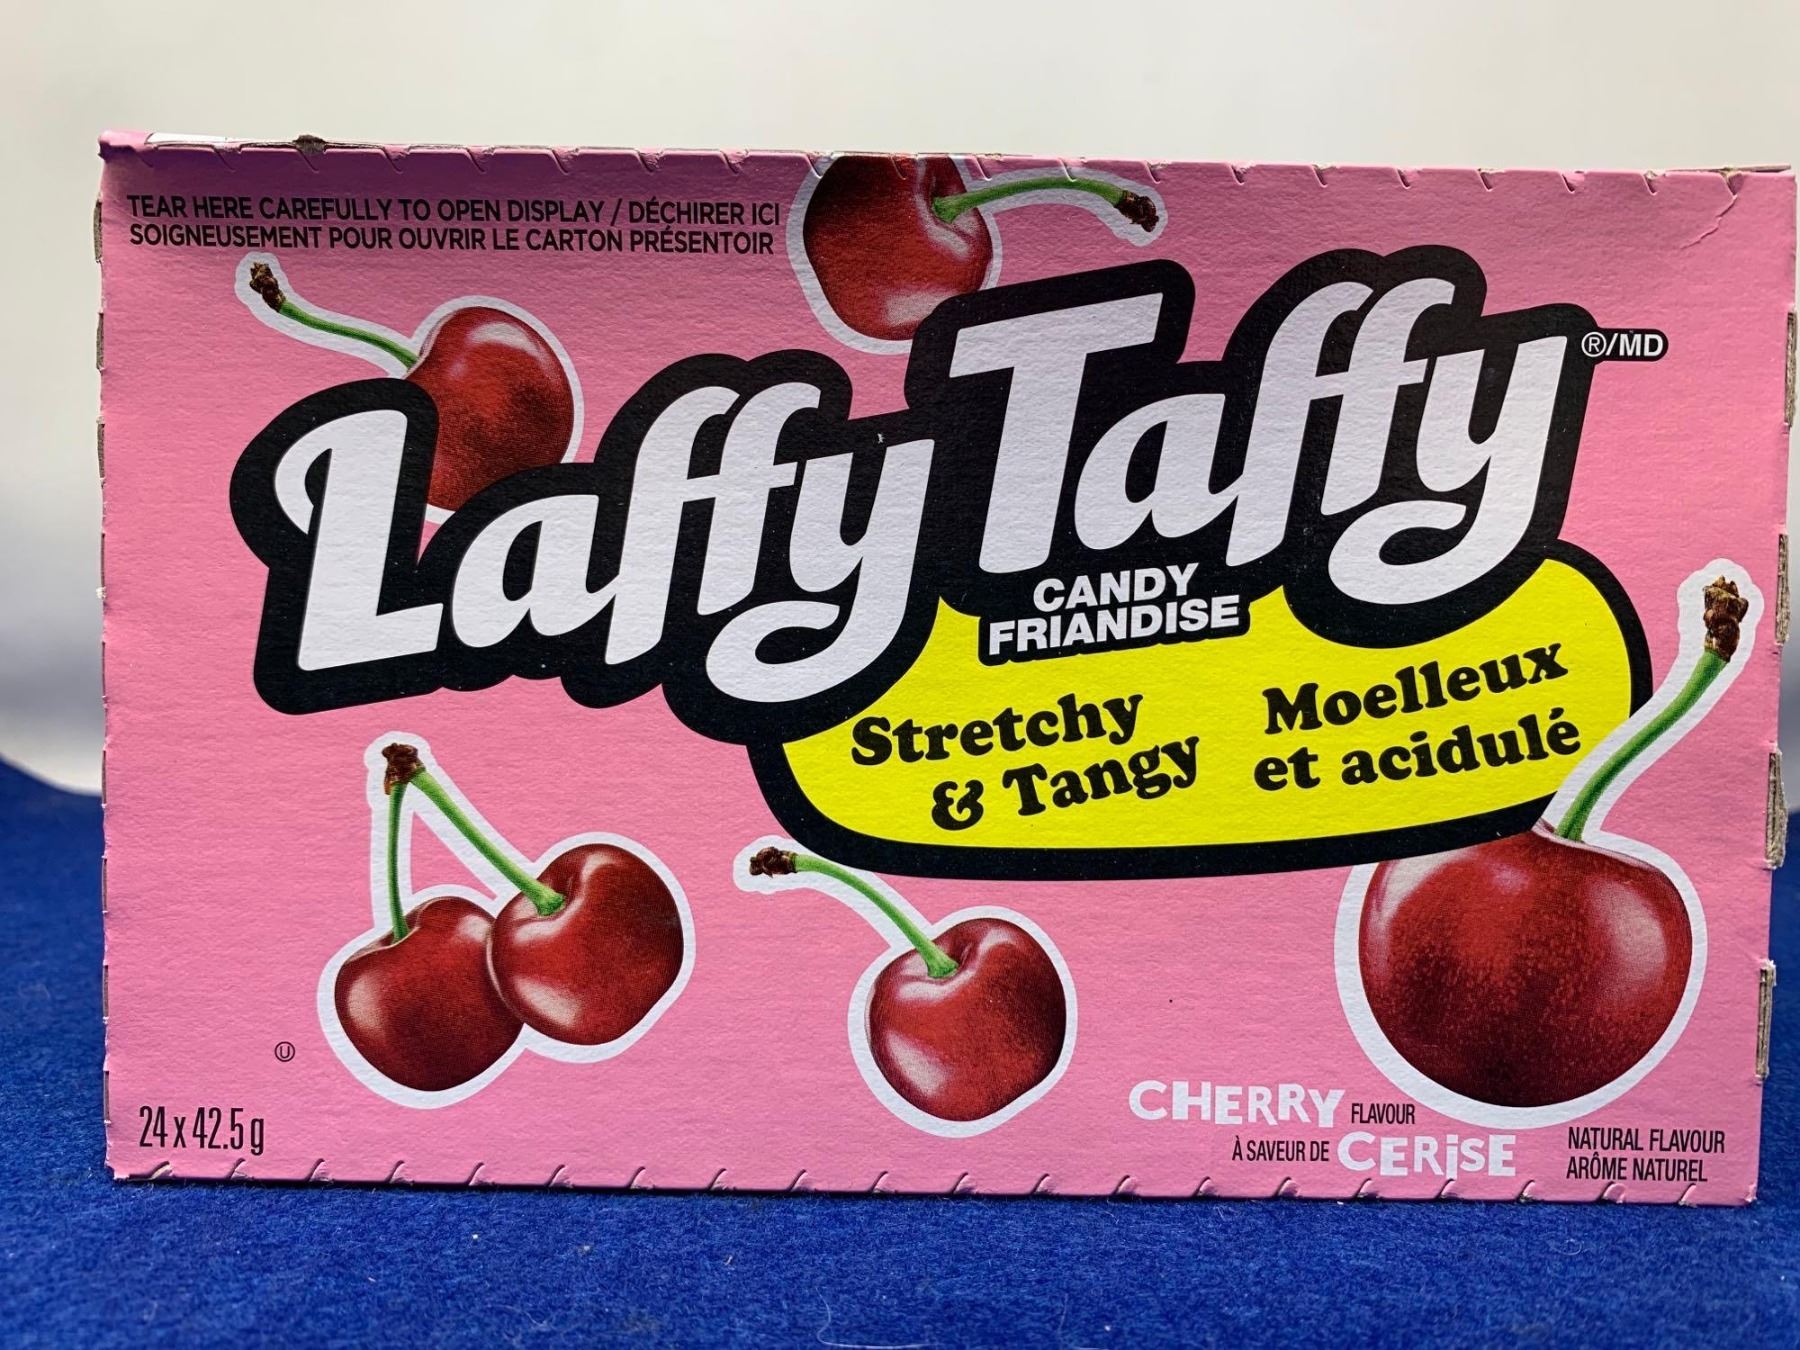 TEAR HERE CAREFULLY TO OPEN DISPLAY / DÉCHIRER ICI
SOIGNEUSEMENT POUR OUVRIR LE CARTON PRÉSENTOIR
Laffy Taffy ®/MD
CANDY
FRIANDISE
Stretchy
& Tangy
Moelleux
et acidulé
Ⓤ
24 x 42.5 g
CHERRY FLAVOUR
À SAVEUR DE CERiSE
NATURAL FLAVOUR
ARÔME NATUREL